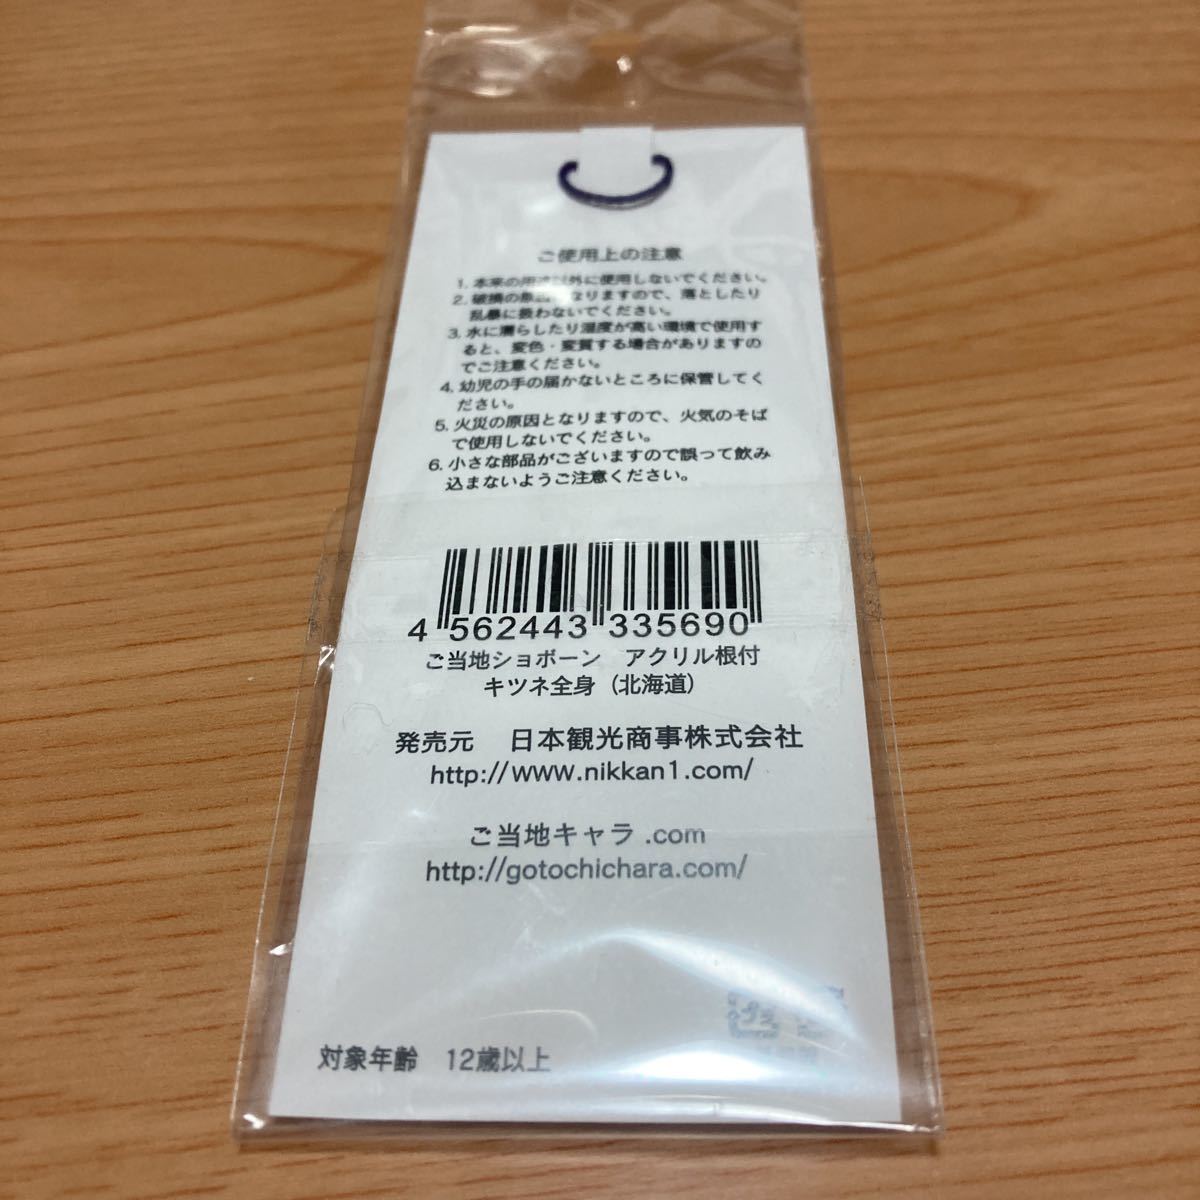 ご使用上の注意
1. 本来の用途以外に使用しないでください。
2. 破損の原因となりますので、落としたり
乱暴に扱わないでください。
3. 水に濡らしたり湿度が高い環境で使用す
ると、変色・変質する場合がありますの
でご注意ください。
4. 幼児の手の届かないところに保管してく
ださい。
5. 火災の原因となりますので、火気のそば
で使用しないでください。
6. 小さな部品がございますので誤って飲み
込まないようご注意ください。
4 562443 335690
ご当地ショボーン アクリル根付
キツネ全身（北海道）
発売元 日本観光商事株式会社
http://www.nikkan1.com/
ご当地キャラ.com
http://gotochichara.com/
対象年齢 12歳以上